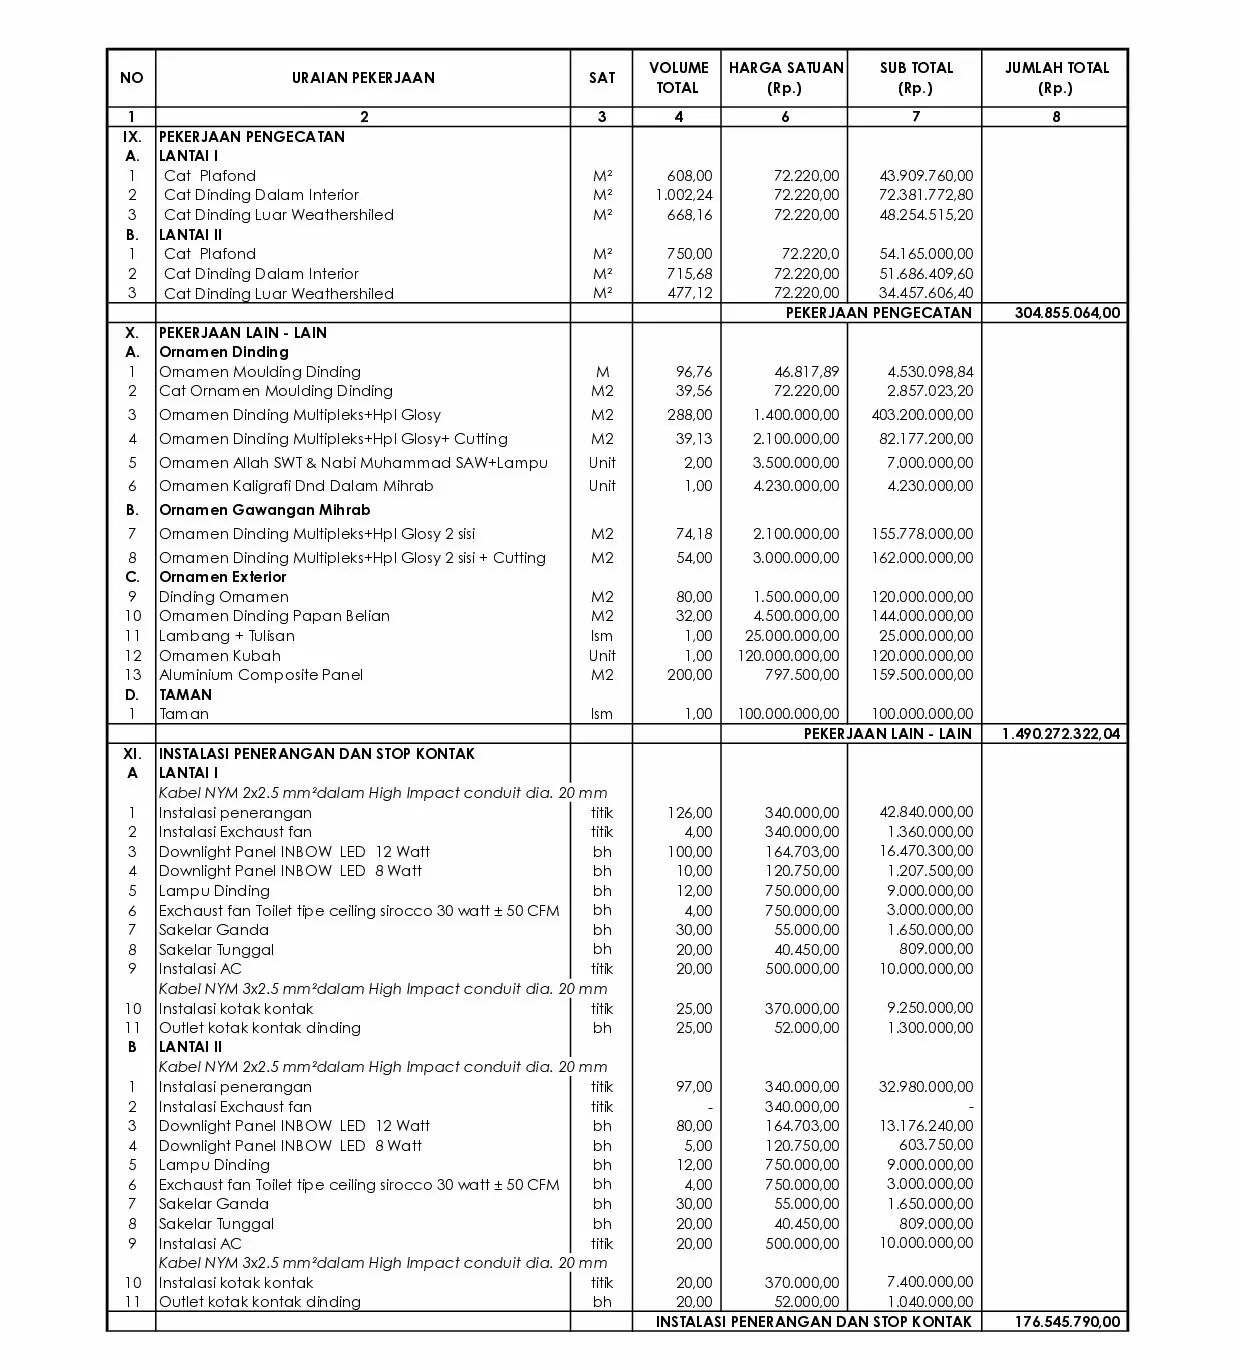 NO URAIAN PEKERJAAN SAT VOLUME TOTAL HARGA SATUAN (Rp.) SUB TOTAL (Rp.) JUMLAH TOTAL (Rp.)
1 2 3 4 6 7 8
IX. PEKERJAAN PENGECATAN
A. LANTAI I
1 Cat Plafond M² 608,00 72.220,00 43.909.760,00
2 Cat Dinding Dalam Interior M² 1.002,24 72.220,00 72.381.772,80
3 Cat Dinding Luar Weathershiled M² 668,16 72.220,00 48.254.515,20
B. LANTAI II
1 Cat Plafond M² 750,00 72.220,0 54.165.000,00
2 Cat Dinding Dalam Interior M² 715,68 72.220,00 51.686.409,60
3 Cat Dinding Luar Weathershiled M² 477,12 72.220,00 34.457.606,40
PEKERJAAN PENGECATAN 304.855.064,00
X. PEKERJAAN LAIN - LAIN
A. Ornamen Dinding
1 Ornamen Moulding Dinding M 96,76 46.817,89 4.530.098,84
2 Cat Ornamen Moulding Dinding M2 39,56 72.220,00 2.857.023,20
3 Ornamen Dinding Multipleks+Hpl Glosy M2 288,00 1.400.000,00 403.200.000,00
4 Ornamen Dinding Multipleks+Hpl Glosy+ Cutting M2 39,13 2.100.000,00 82.177.200,00
5 Ornamen Allah SWT & Nabi Muhammad SAW+Lampu Unit 2,00 3.500.000,00 7.000.000,00
6 Ornamen Kaligrafi Dnd Dalam Mihrab Unit 1,00 4.230.000,00 4.230.000,00
B. Ornamen Gawangan Mihrab
7 Ornamen Dinding Multipleks+Hpl Glosy 2 sisi M2 74,18 2.100.000,00 155.778.000,00
8 Ornamen Dinding Multipleks+Hpl Glosy 2 sisi + Cutting M2 54,00 3.000.000,00 162.000.000,00
C. Ornamen Exterior
9 Dinding Ornamen M2 80,00 1.500.000,00 120.000.000,00
10 Ornamen Dinding Papan Belian M2 32,00 4.500.000,00 144.000.000,00
11 Lambang + Tulisan lsm 1,00 25.000.000,00 25.000.000,00
12 Ornamen Kubah Unit 1,00 120.000.000,00 120.000.000,00
13 Aluminium Composite Panel M2 200,00 797.500,00 159.500.000,00
D. TAMAN
1 Taman lsm 1,00 100.000.000,00 100.000.000,00
PEKERJAAN LAIN - LAIN 1.490.272.322,04
XI. INSTALASI PENERANGAN DAN STOP KONTAK
A LANTAI I
Kabel NYM 2x2.5 mm²dalam High Impact conduit dia. 20 mm
1 Instalasi penerangan titik 126,00 340.000,00 42.840.000,00
2 Instalasi Exchaust fan titik 4,00 340.000,00 1.360.000,00
3 Downlight Panel INBOW LED 12 Watt bh 100,00 164.703,00 16.470.300,00
4 Downlight Panel INBOW LED 8 Watt bh 10,00 120.750,00 1.207.500,00
5 Lampu Dinding bh 12,00 750.000,00 9.000.000,00
6 Exchaust fan Toilet tipe ceiling sirocco 30 watt ± 50 CFM bh 4,00 750.000,00 3.000.000,00
7 Sakelar Ganda bh 30,00 55.000,00 1.650.000,00
8 Sakelar Tunggal bh 20,00 40.450,00 809.000,00
9 Instalasi AC titik 20,00 500.000,00 10.000.000,00
Kabel NYM 3x2.5 mm²dalam High Impact conduit dia. 20 mm
10 Instalasi kotak kontak titik 25,00 370.000,00 9.250.000,00
11 Outlet kotak kontak dinding bh 25,00 52.000,00 1.300.000,00
B LANTAI II
Kabel NYM 2x2.5 mm²dalam High Impact conduit dia. 20 mm
1 Instalasi penerangan titik 97,00 340.000,00 32.980.000,00
2 Instalasi Exchaust fan titik - 340.000,00 -
3 Downlight Panel INBOW LED 12 Watt bh 80,00 164.703,00 13.176.240,00
4 Downlight Panel INBOW LED 8 Watt bh 5,00 120.750,00 603.750,00
5 Lampu Dinding bh 12,00 750.000,00 9.000.000,00
6 Exchaust fan Toilet tipe ceiling sirocco 30 watt ± 50 CFM bh 4,00 750.000,00 3.000.000,00
7 Sakelar Ganda bh 30,00 55.000,00 1.650.000,00
8 Sakelar Tunggal bh 20,00 40.450,00 809.000,00
9 Instalasi AC titik 20,00 500.000,00 10.000.000,00
Kabel NYM 3x2.5 mm²dalam High Impact conduit dia. 20 mm
10 Instalasi kotak kontak titik 20,00 370.000,00 7.400.000,00
11 Outlet kotak kontak dinding bh 20,00 52.000,00 1.040.000,00
INSTALASI PENERANGAN DAN STOP KONTAK 176.545.790,00